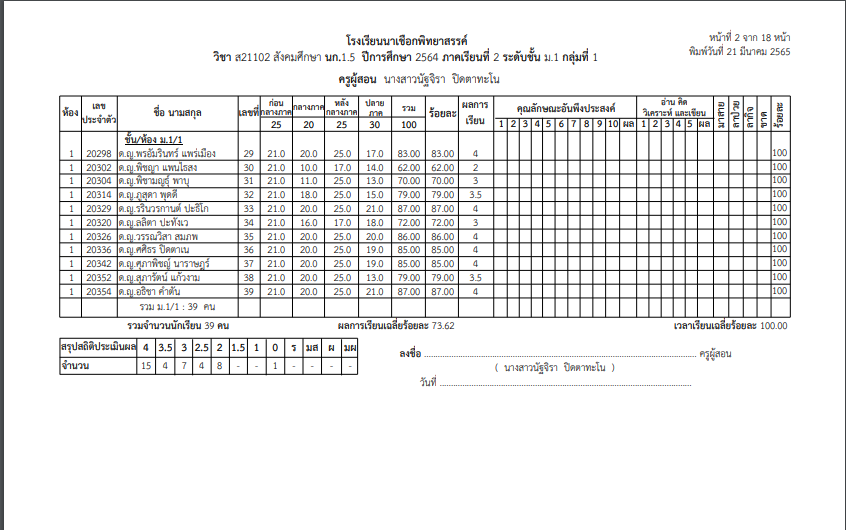 หน้าที่ 2 จาก 18 หน้า
พิมพ์วันที่ 21 มีนาคม 2565
โรงเรียนนาเชือกพิทยาสรรค์
วิชา ส21102 สังคมศึกษา นก.1.5 ปีการศึกษา 2564 ภาคเรียนที่ 2 ระดับชั้น ม.1 กลุ่มที่ 1
ครูผู้สอน นางสาวนัฐจิรา ปิดตาทะโน
ห้อง เลขประจำตัว ชื่อ นามสกุล เลขที่ ก่อนกลางภาค กลางภาค หลังกลางภาค ปลายภาค รวม ร้อยละ ผลการเรียน คุณลักษณะอันพึงประสงค์ อ่าน คิด วิเคราะห์ และเขียน มาสาย ลาป่วย ลากิจ ขาด ร้อยละ
25 20 25 30 100 1 2 3 4 5 6 7 8 9 10 ผล 1 2 3 4 5 ผล
ชั้น/ห้อง ม.1/1
1 20298 ด.ญ.พรอัมรินทร์ แพร่เมือง 29 21.0 20.0 25.0 17.0 83.00 83.00 4 100
1 20302 ด.ญ.พิชญา แพนไธสง 30 21.0 10.0 17.0 14.0 62.00 62.00 2 100
1 20304 ด.ญ.พิชามญธุ์ พาบุ 31 21.0 11.0 25.0 13.0 70.00 70.00 3 100
1 20314 ด.ญ.ภูสุดา พุดดี 32 21.0 18.0 25.0 15.0 79.00 79.00 3.5 100
1 20329 ด.ญ.รรินวรกานต์ ปะธิโก 33 21.0 20.0 25.0 21.0 87.00 87.00 4 100
1 20320 ด.ญ.ลลิตา ปะทังเว 34 21.0 16.0 17.0 18.0 72.00 72.00 3 100
1 20326 ด.ญ.วรรณวิสา สมภพ 35 21.0 20.0 25.0 20.0 86.00 86.00 4 100
1 20336 ด.ญ.ศศิธร ปิดตาเน 36 21.0 20.0 25.0 19.0 85.00 85.00 4 100
1 20342 ด.ญ.ศุภาพิชญ์ นาราษฎร์ 37 21.0 20.0 25.0 19.0 85.00 85.00 4 100
1 20352 ด.ญ.สุภารัตน์ แก้วงาม 38 21.0 20.0 25.0 13.0 79.00 79.00 3.5 100
1 20354 ด.ญ.อธิชา คำตัน 39 21.0 20.0 25.0 21.0 87.00 87.00 4 100
รวม ม.1/1 : 39 คน
รวมจำนวนนักเรียน 39 คน ผลการเรียนเฉลี่ยร้อยละ 73.62 เวลาเรียนเฉลี่ยร้อยละ 100.00
สรุปสถิติประเมินผล 4 3.5 3 2.5 2 1.5 1 0 ร มส ผ มผ
จำนวน 15 4 7 4 8 - - 1 - - - -
ลงชื่อ ........................................ ครูผู้สอน
( นางสาวนัฐจิรา ปิดตาทะโน )
วันที่ ........................................